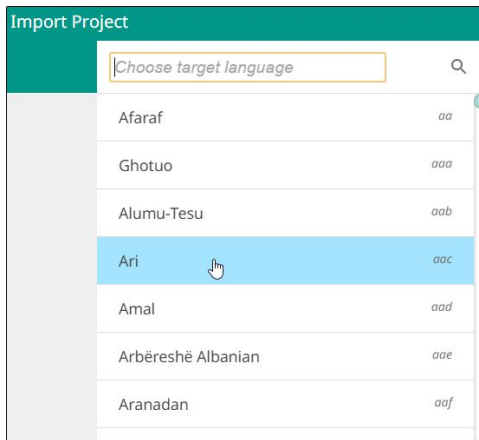 Import Project
Choose target language
Afaraf aa
Ghotuo aaa
Alumu-Tesu aab
Ari aac
Amal aad
Arbëreshë Albanian aae
Aranadan aaf